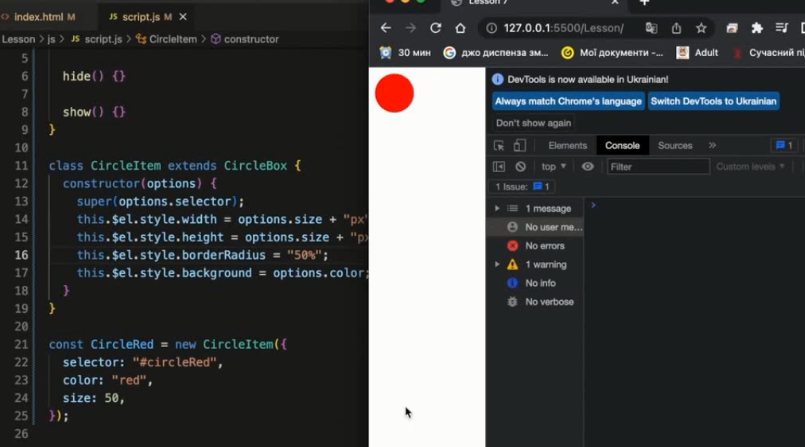 index.html M
JS script.js M ×
Lesson > js > JS script.js > CircleItem > constructor
5
6 hide() {}
7
8 show() {}
9 }
10
11 class CircleItem extends CircleBox {
12 constructor(options) {
13 super(options.selector);
14 this.$el.style.width = options.size + "px"
15 this.$el.style.height = options.size + "px
16 this.$el.style.borderRadius = "50%";
17 this.$el.style.background = options.color;
18 }
19 }
20
21 const CircleRed = new CircleItem({
22 selector: "#circleRed",
23 color: "red",
24 size: 50,
25 });
26
Lesson 7
127.0.0.1:5500/Lesson/
30 мин
джо диспенза зм...
Мої документи –...
Adult
Сучасний пі
DevTools is now available in Ukrainian!
Always match Chrome's language
Switch DevTools to Ukrainian
Don't show again
Elements
Console
Sources
1
top
Filter
Custom levels
1 Issue: 1
1 message
No user me...
No errors
1 warning
No info
No verbose